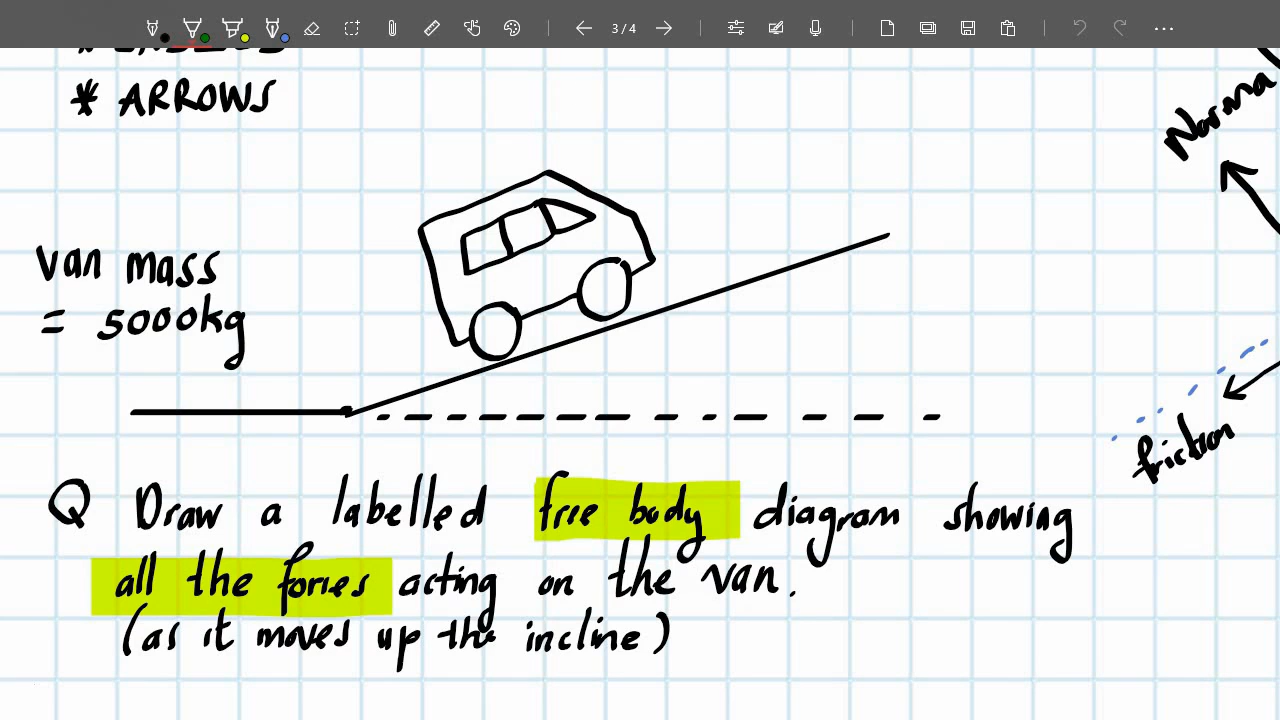 3 / 4
* ARROWS
Norma
van mass
= 5000kg
friction
Q Draw a labelled free body diagram showing
all the forces acting on the van.
(as it moves up the incline)